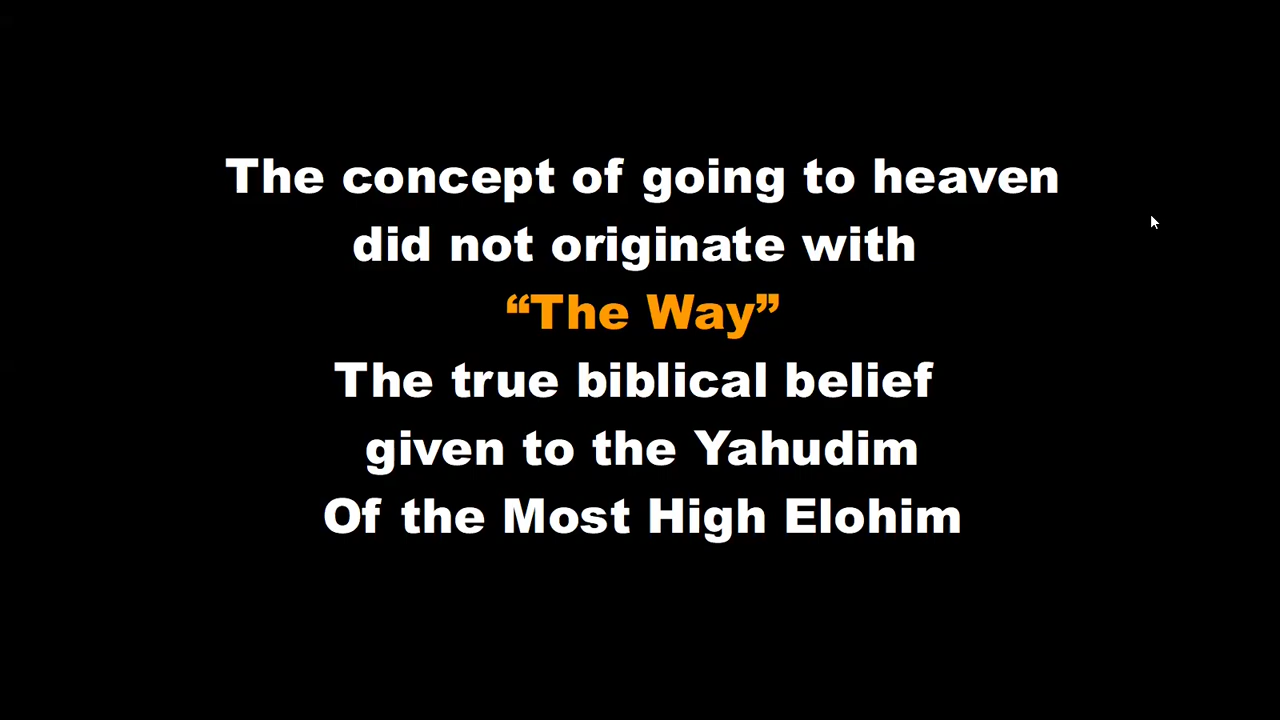 The concept of going to heaven
did not originate with
“The Way”
The true biblical belief
given to the Yahudim
Of the Most High Elohim